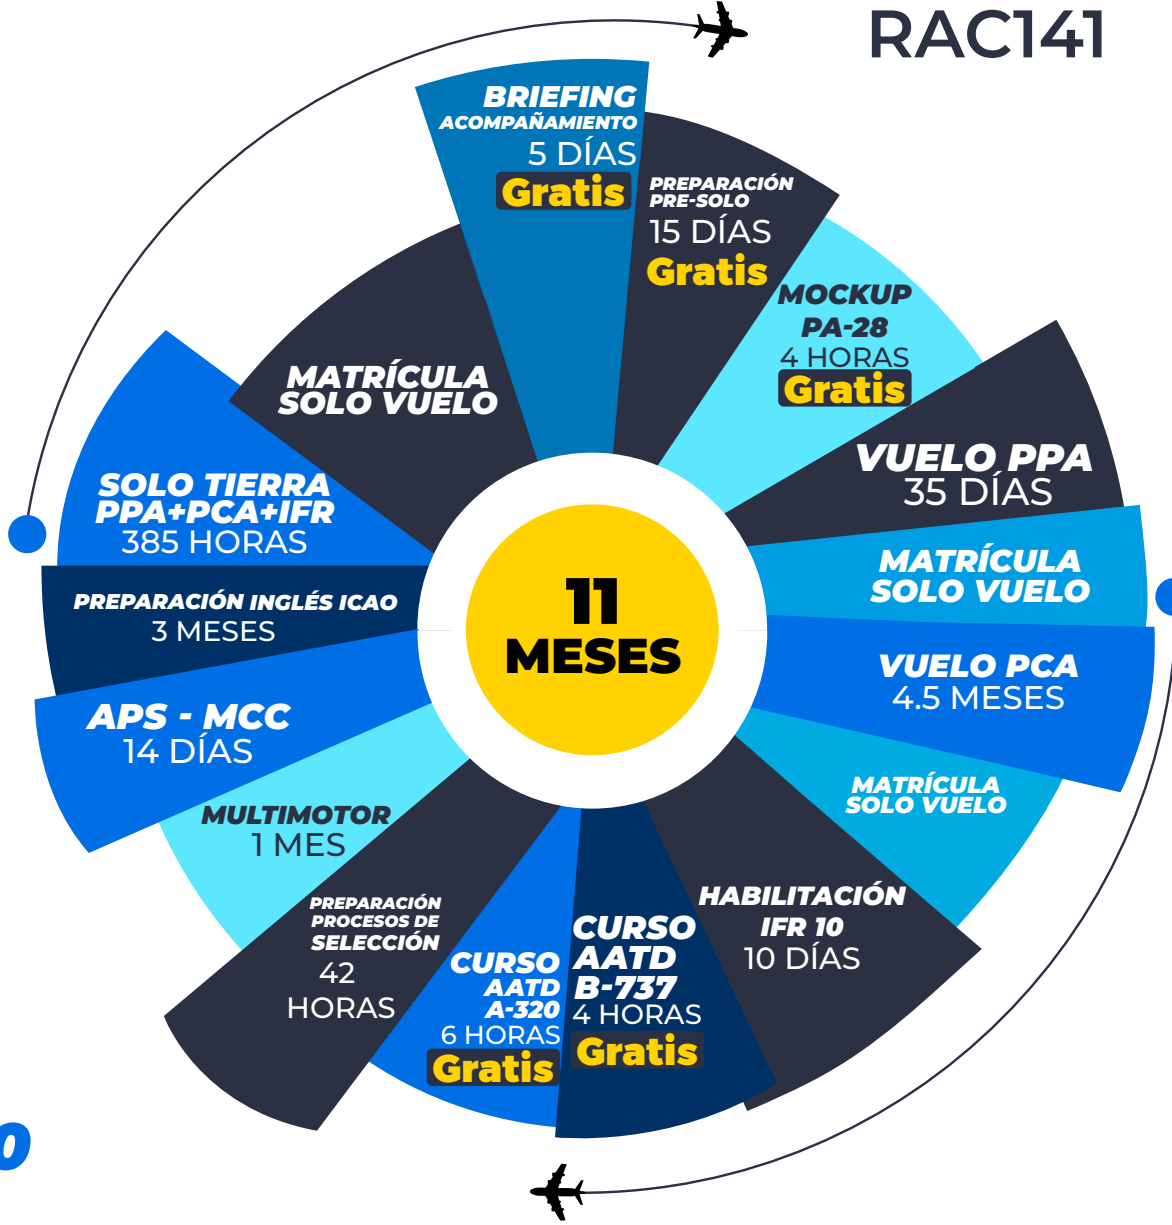 RAC141
BRIEFING
ACOMPAÑAMIENTO
5 DÍAS
Gratis
PREPARACIÓN
PRE-SOLO
15 DÍAS
Gratis
MOCKUP
PA-28
4 HORAS
Gratis
VUELO PPA
35 DÍAS
MATRÍCULA
SOLO VUELO
VUELO PCA
4.5 MESES
MATRÍCULA
SOLO VUELO
HABILITACIÓN
IFR 10
10 DÍAS
CURSO
AATD
B-737
4 HORAS
Gratis
CURSO
AATD
A-320
6 HORAS
Gratis
PREPARACIÓN
PROCESOS DE
SELECCIÓN
42
HORAS
MULTIMOTOR
1 MES
APS - MCC
14 DÍAS
PREPARACIÓN INGLÉS ICAO
3 MESES
SOLO TIERRA
PPA+PCA+IFR
385 HORAS
MATRÍCULA
SOLO VUELO
11
MESES
0